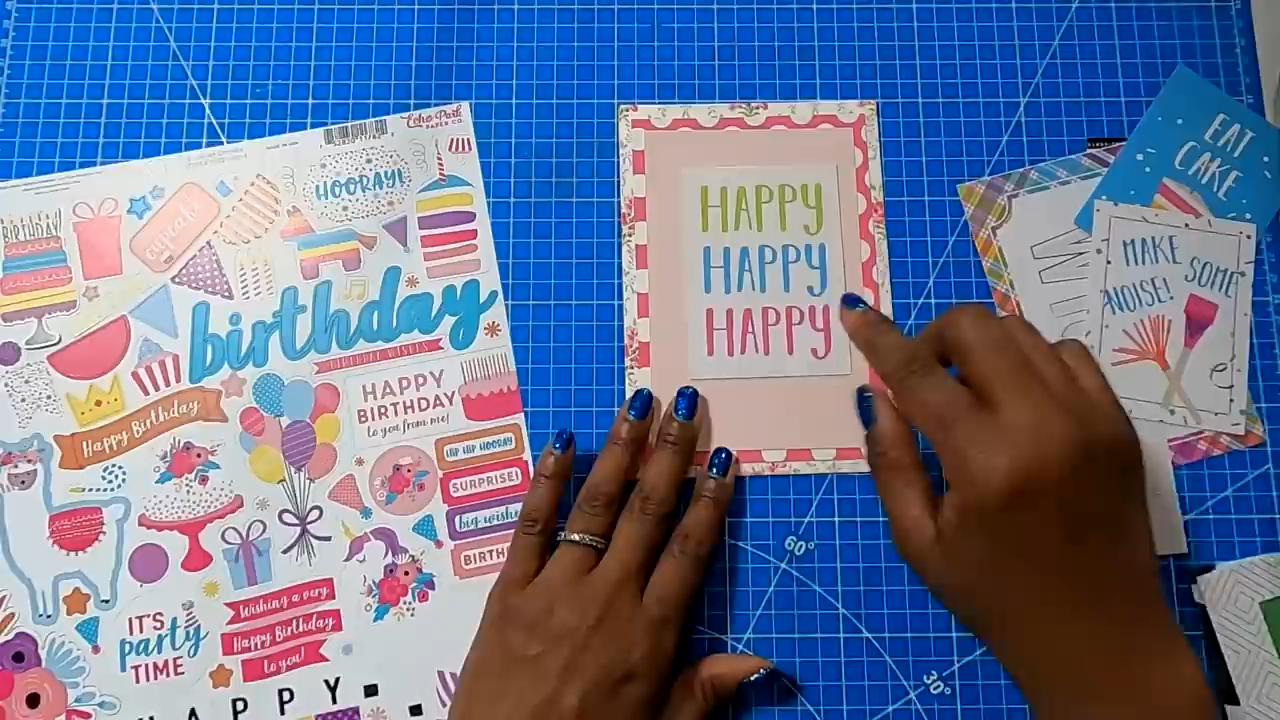 Echo Park
PAPER CO.
BIRTHDAY!
cupcake
HOORAY!
birthday
BIRTHDAY WISHES
HAPPY
BIRTHDAY
to you from me!
Happy Birthday
HIP HIP HOORAY
SURPRISE!
big wishes
BIRTH
IT'S
party
TIME
Wishing a very
Happy Birthday
to you!
HAPPY
HAPPY
HAPPY
HAPPY
EAT
CAKE
MAKE
SOME
NOISE!
60°
30°